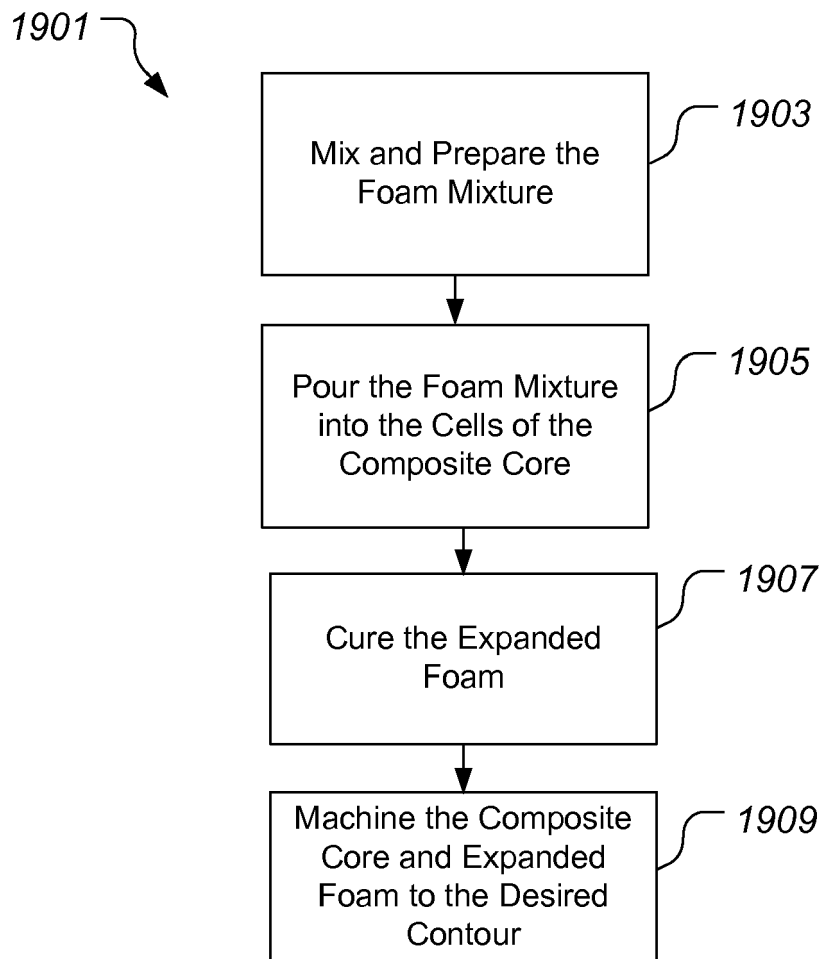 1901
1903
Mix and Prepare the
Foam Mixture
1905
Pour the Foam Mixture
into the Cells of the
Composite Core
1907
Cure the Expanded
Foam
1909
Machine the Composite
Core and Expanded
Foam to the Desired
Contour